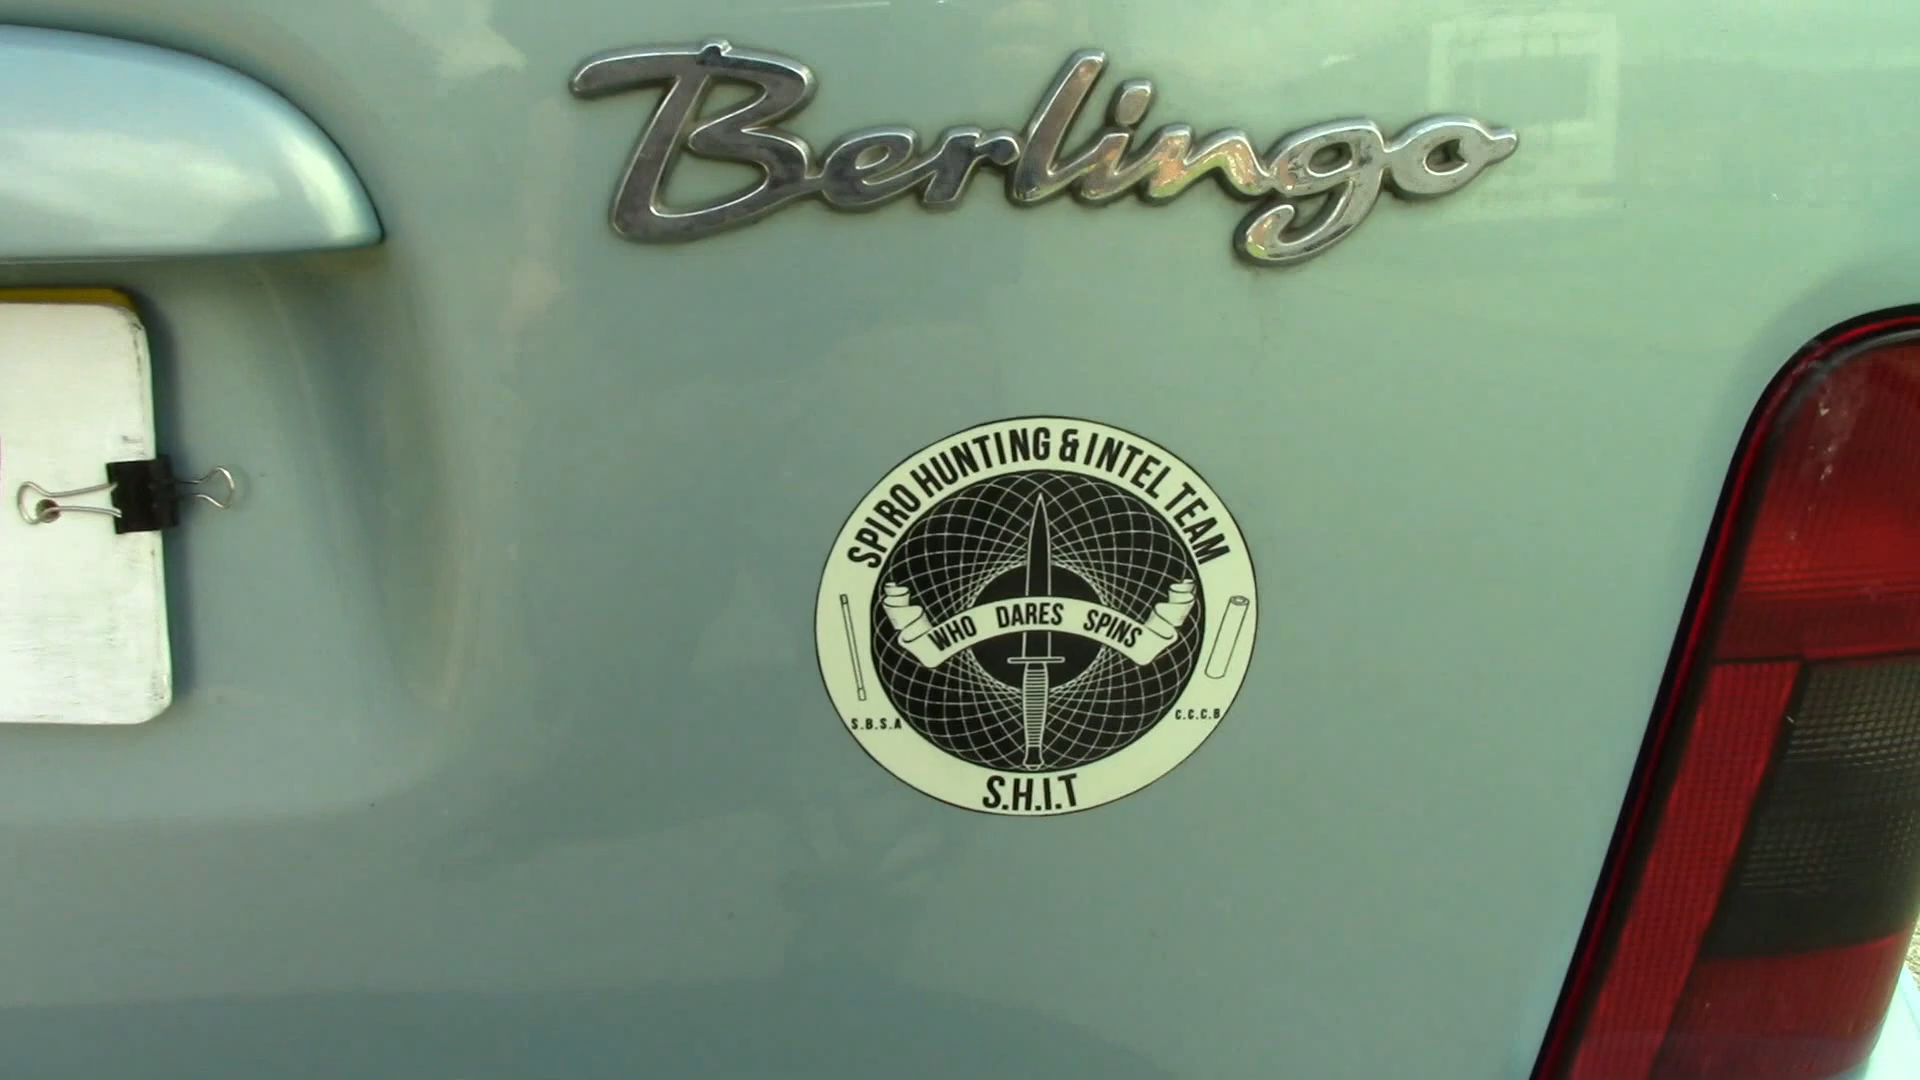 Berlingo
SPIRO HUNTING & INTEL TEAM
WHO DARES SPINS
S.B.S.A
C.C.C.B
S.H.I.T